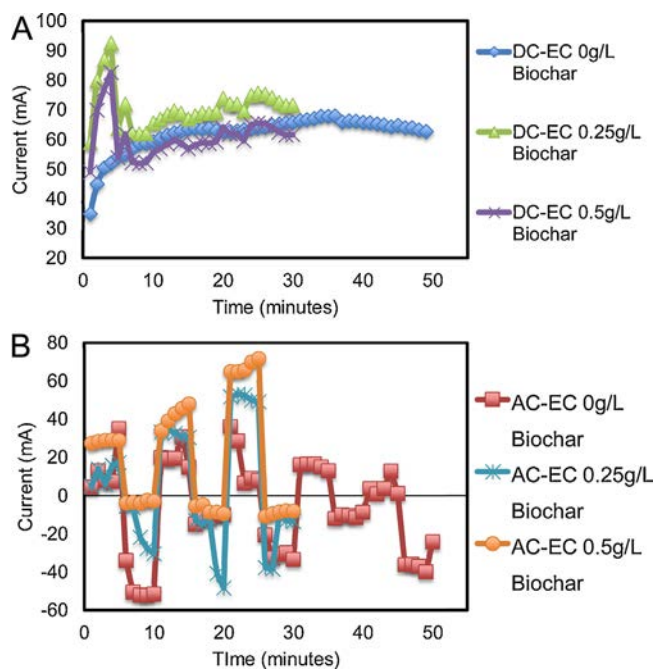 A
100
90
80
70
60
50
40
30
20
Current (mA)
0 10 20 30 40 50
Time (minutes)
DC-EC 0g/L
Biochar
DC-EC 0.25g/L
Biochar
DC-EC 0.5g/L
Biochar
B
80
60
40
20
0
-20
-40
-60
Current (mA)
0 10 20 30 40 50
TIme (minutes)
AC-EC 0g/L
Biochar
AC-EC 0.25g/L
Biochar
AC-EC 0.5g/L
Biochar